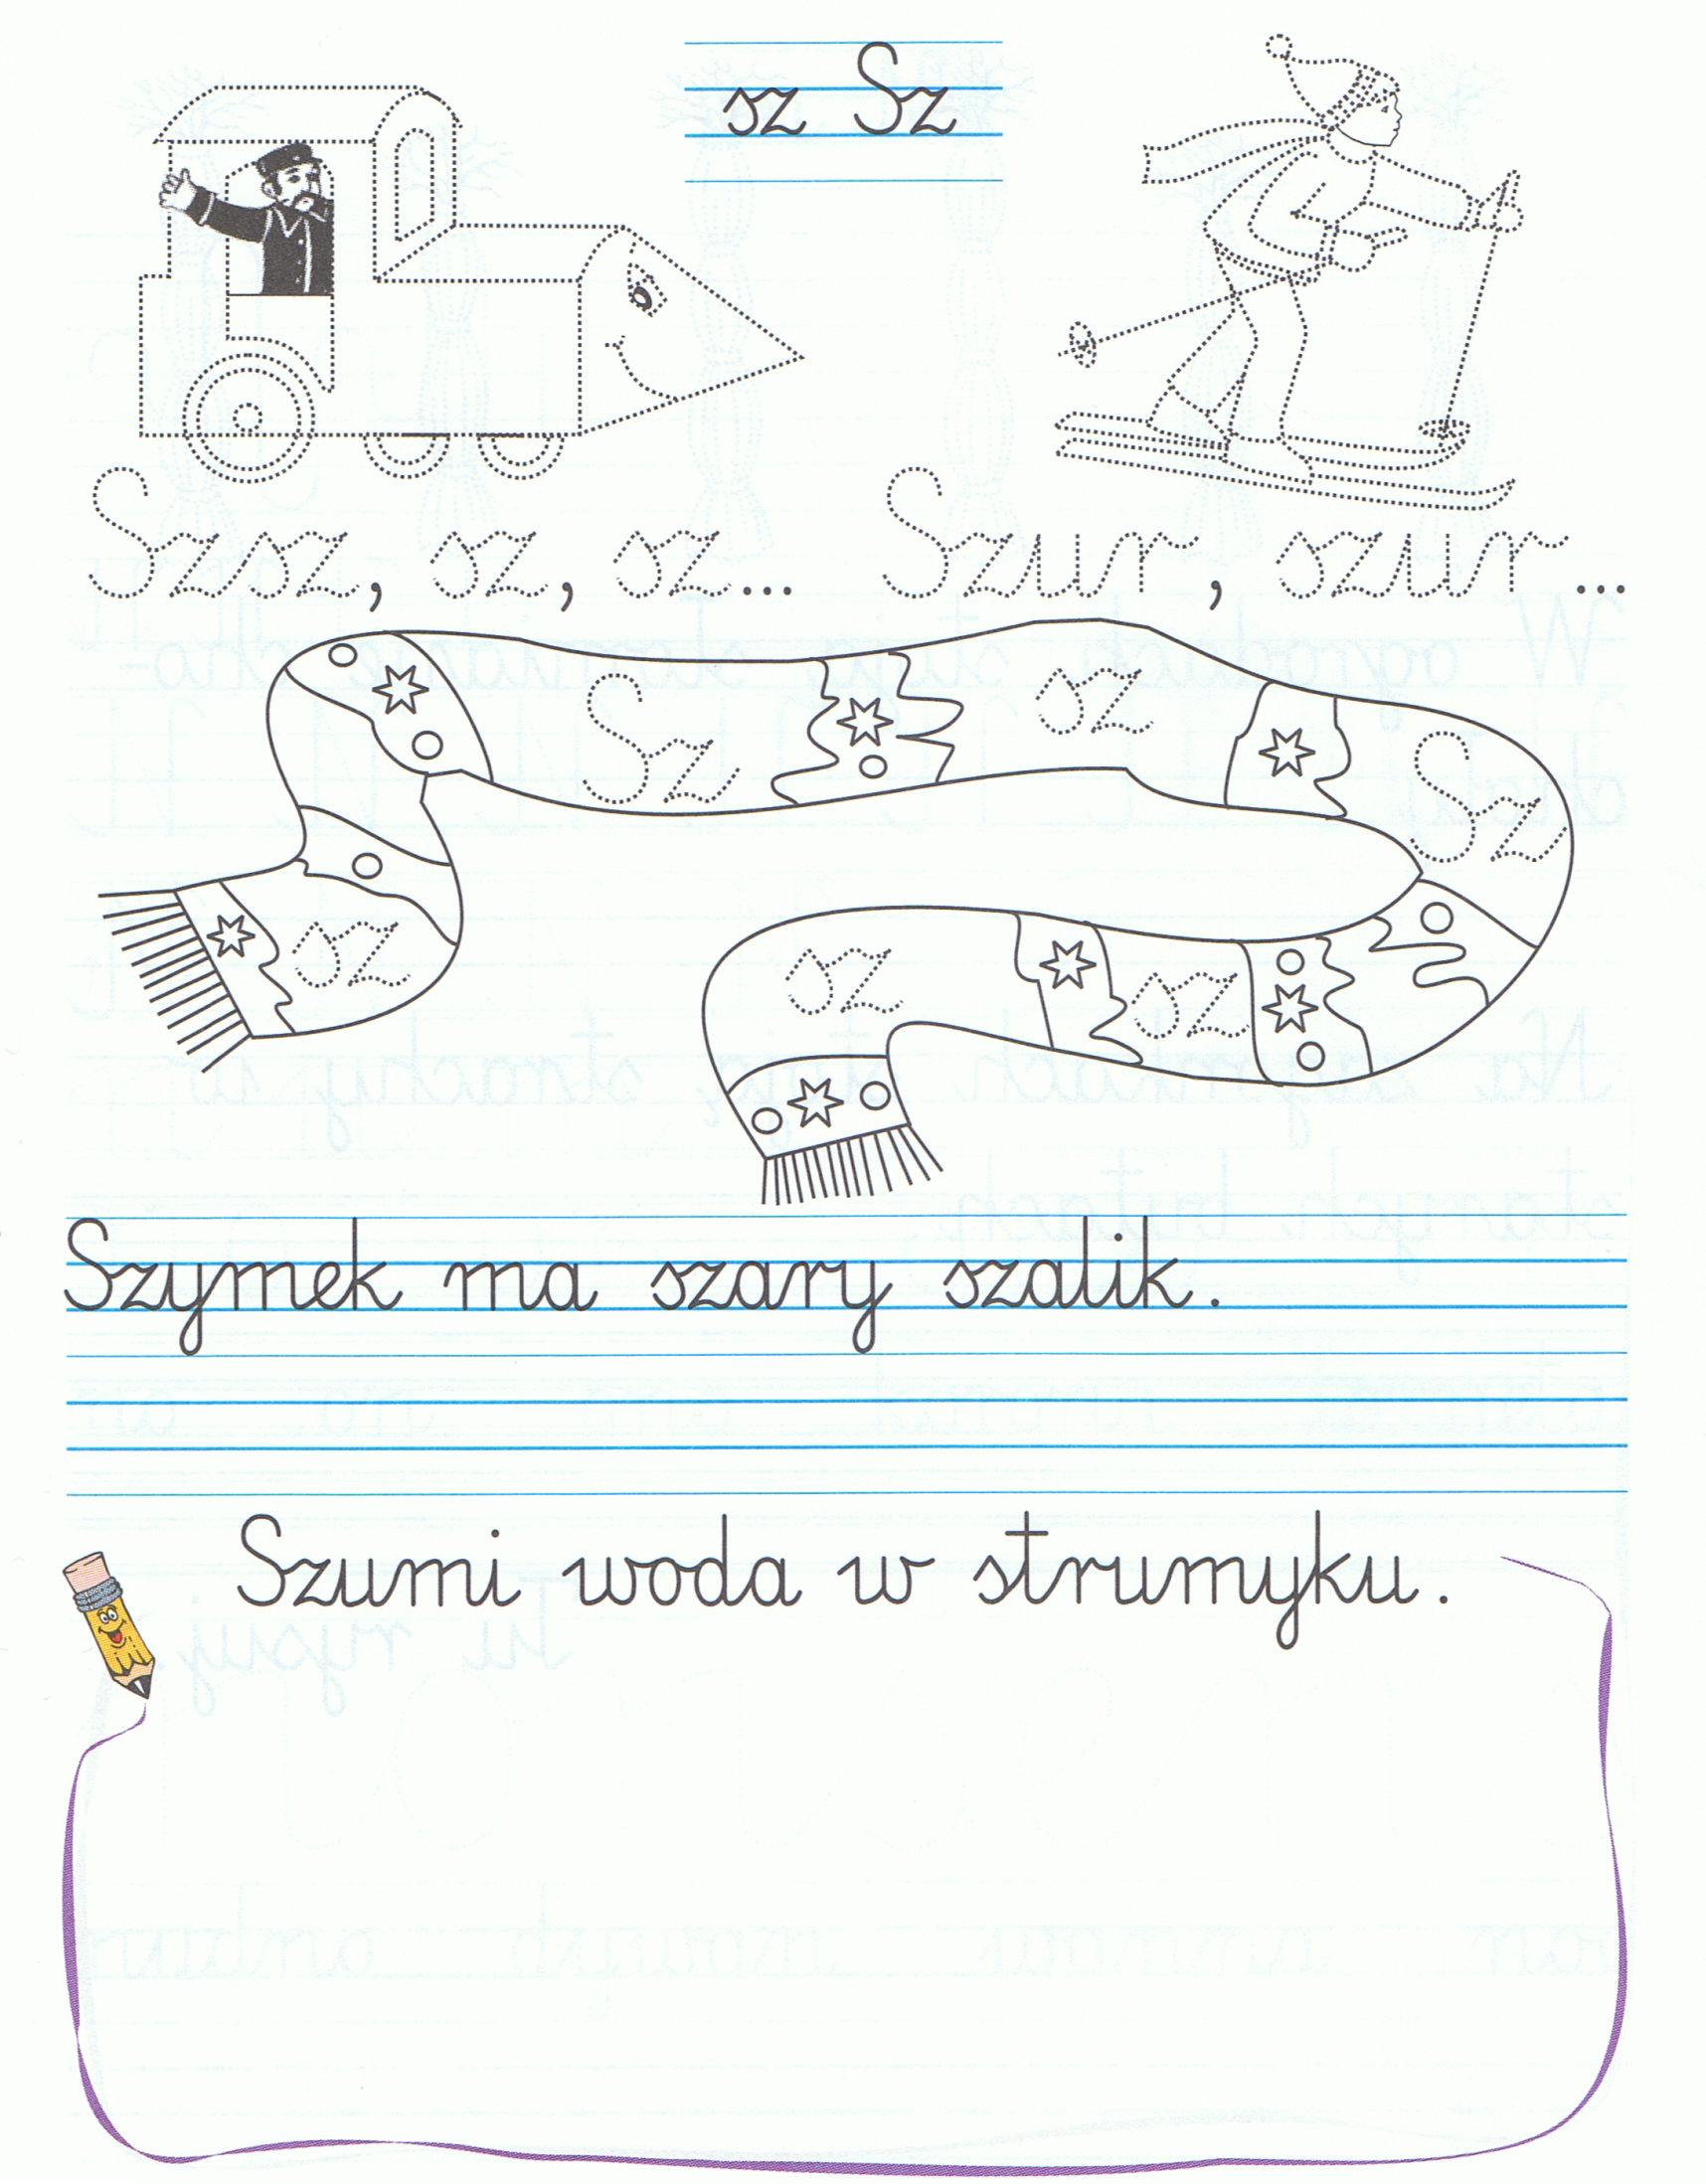 sz Sz
Szsz, sz, sz... Szur, szur...
Sz sz Sz
sz sz sz
Szymek ma szary szalik.
Szumi woda w strumyku.